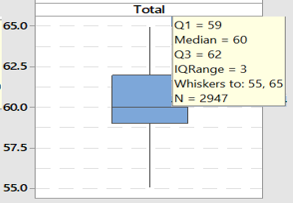 Total
65.0
62.5
60.0
57.5
55.0
Q1 = 59
Median = 60
Q3 = 62
IQRange = 3
Whiskers to: 55, 65
N = 2947